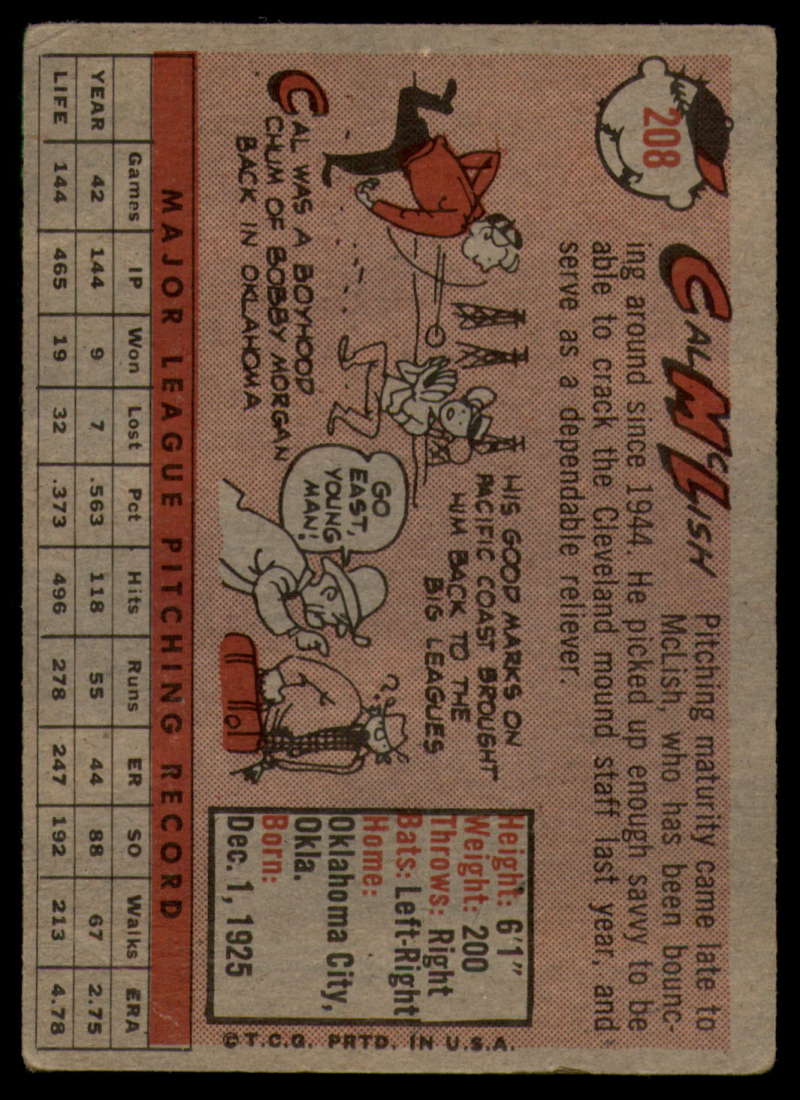 208
CAL McLISH
Pitching maturity came late to
McLish, who has been bounc-
ing around since 1944. He picked up enough savvy to be
able to crack the Cleveland mound staff last year, and
serve as a dependable reliever.
CAL WAS A BOYHOOD
CHUM OF BOBBY MORGAN
BACK IN OKLAHOMA
HIS GOOD MARKS ON
PACIFIC COAST BROUGHT
HIM BACK TO THE
BIG LEAGUES
GO
EAST,
YOUNG
MAN!
??
Height: 6'1"
Weight: 200
Throws: Right
Bats: Left-Right
Home:
Oklahoma City,
Okla.
Born:
Dec. 1, 1925
©T.C.G. PRTD. IN U.S.A.
MAJOR LEAGUE PITCHING RECORD
Games IP Won Lost Pct. Hits Runs ER SO Walks ERA
YEAR 42 144 9 7 .563 118 55 44 88 67 2.75
LIFE 144 465 19 32 .373 496 278 247 192 213 4.78